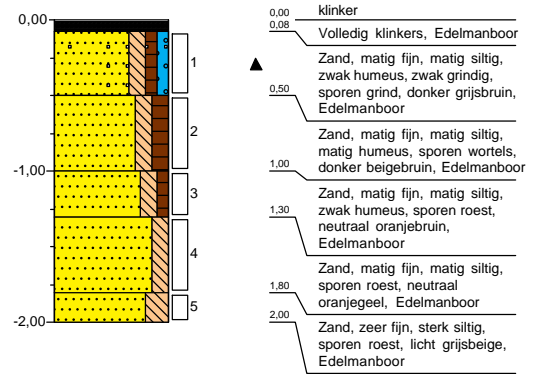 0,00
-1,00
-2,00
1
2
3
4
5
0,00
klinker
0,08
Volledig klinkers, Edelmanboor
Zand, matig fijn, matig siltig,
zwak humeus, zwak grindig,
sporen grind, donker grijsbruin,
Edelmanboor
0,50
Zand, matig fijn, matig siltig,
matig humeus, sporen wortels,
donker beigebruin, Edelmanboor
1,00
Zand, matig fijn, matig siltig,
zwak humeus, sporen roest,
neutraal oranjebruin,
Edelmanboor
1,30
Zand, matig fijn, matig siltig,
sporen roest, neutraal
oranjegeel, Edelmanboor
1,80
Zand, zeer fijn, sterk siltig,
sporen roest, licht grijsbeige,
Edelmanboor
2,00